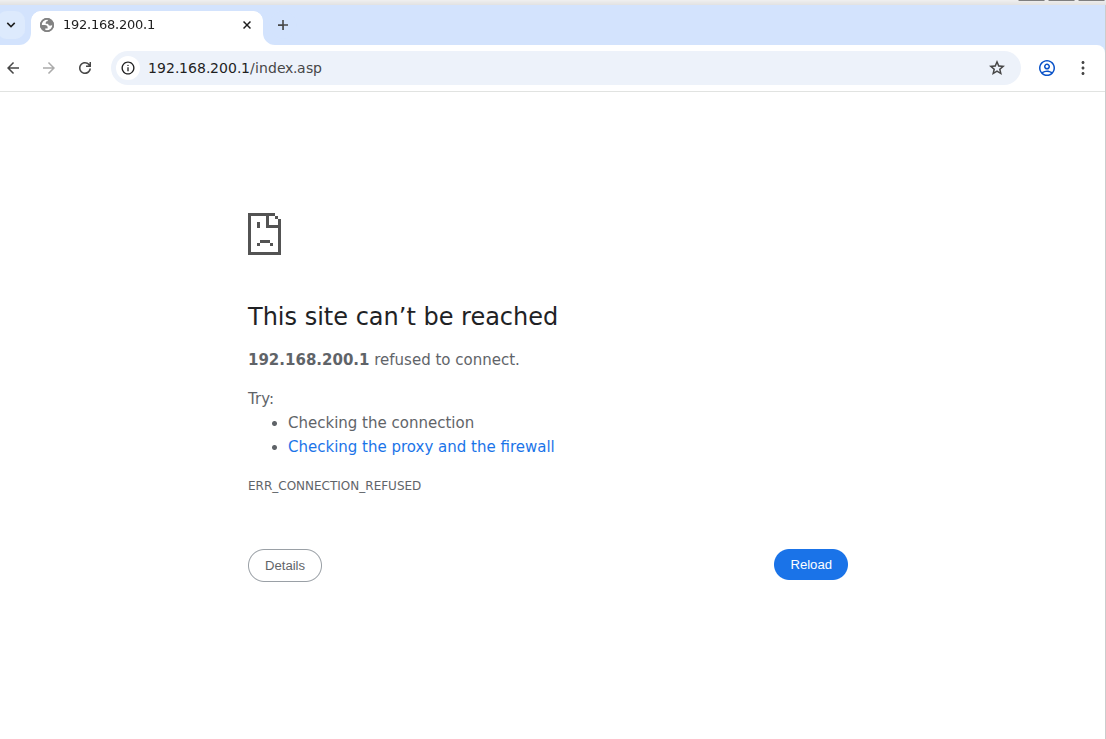 192.168.200.1
192.168.200.1/index.asp
This site can’t be reached
192.168.200.1 refused to connect.
Try:
Checking the connection
Checking the proxy and the firewall
ERR_CONNECTION_REFUSED
Details
Reload